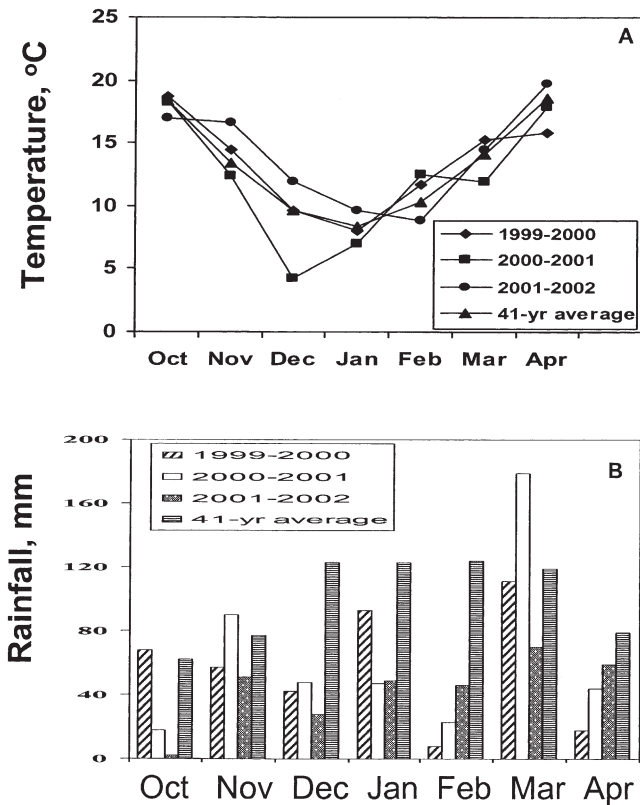 A
Temperature, ºC
25
20
15
10
5
0
Oct Nov Dec Jan Feb Mar Apr
1999-2000
2000-2001
2001-2002
41-yr average
B
Rainfall, mm
200
160
120
80
40
0
1999-2000
2000-2001
2001-2002
41-yr average
Oct Nov Dec Jan Feb Mar Apr